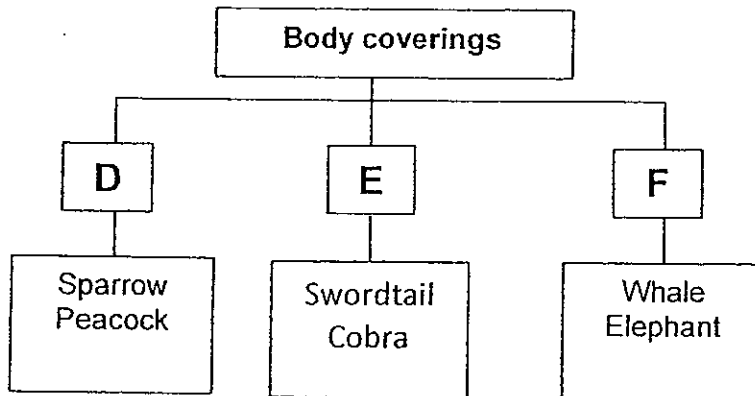 Body coverings
D
E
F
Sparrow
Peacock
Swordtail
Cobra
Whale
Elephant